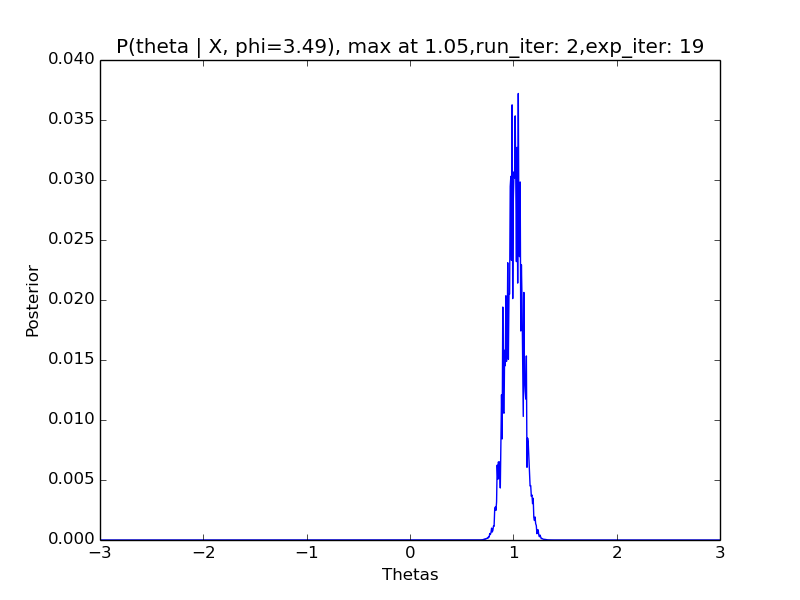 P(theta | X, phi=3.49), max at 1.05,run_iter: 2,exp_iter: 19
0.040
0.035
0.030
0.025
0.020
0.015
0.010
0.005
0.000
Posterior
−3 −2 −1 0 1 2 3
Thetas